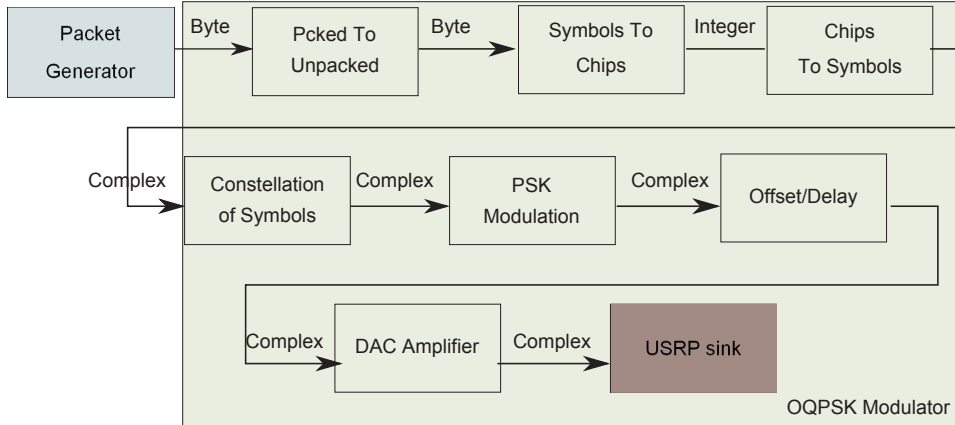 Packet
Generator
Byte
Pcked To
Unpacked
Byte
Symbols To
Chips
Integer
Chips
To Symbols
Complex
Constellation
of Symbols
Complex
PSK
Modulation
Complex
Offset/Delay
Complex
DAC Amplifier
Complex
USRP sink
OQPSK Modulator